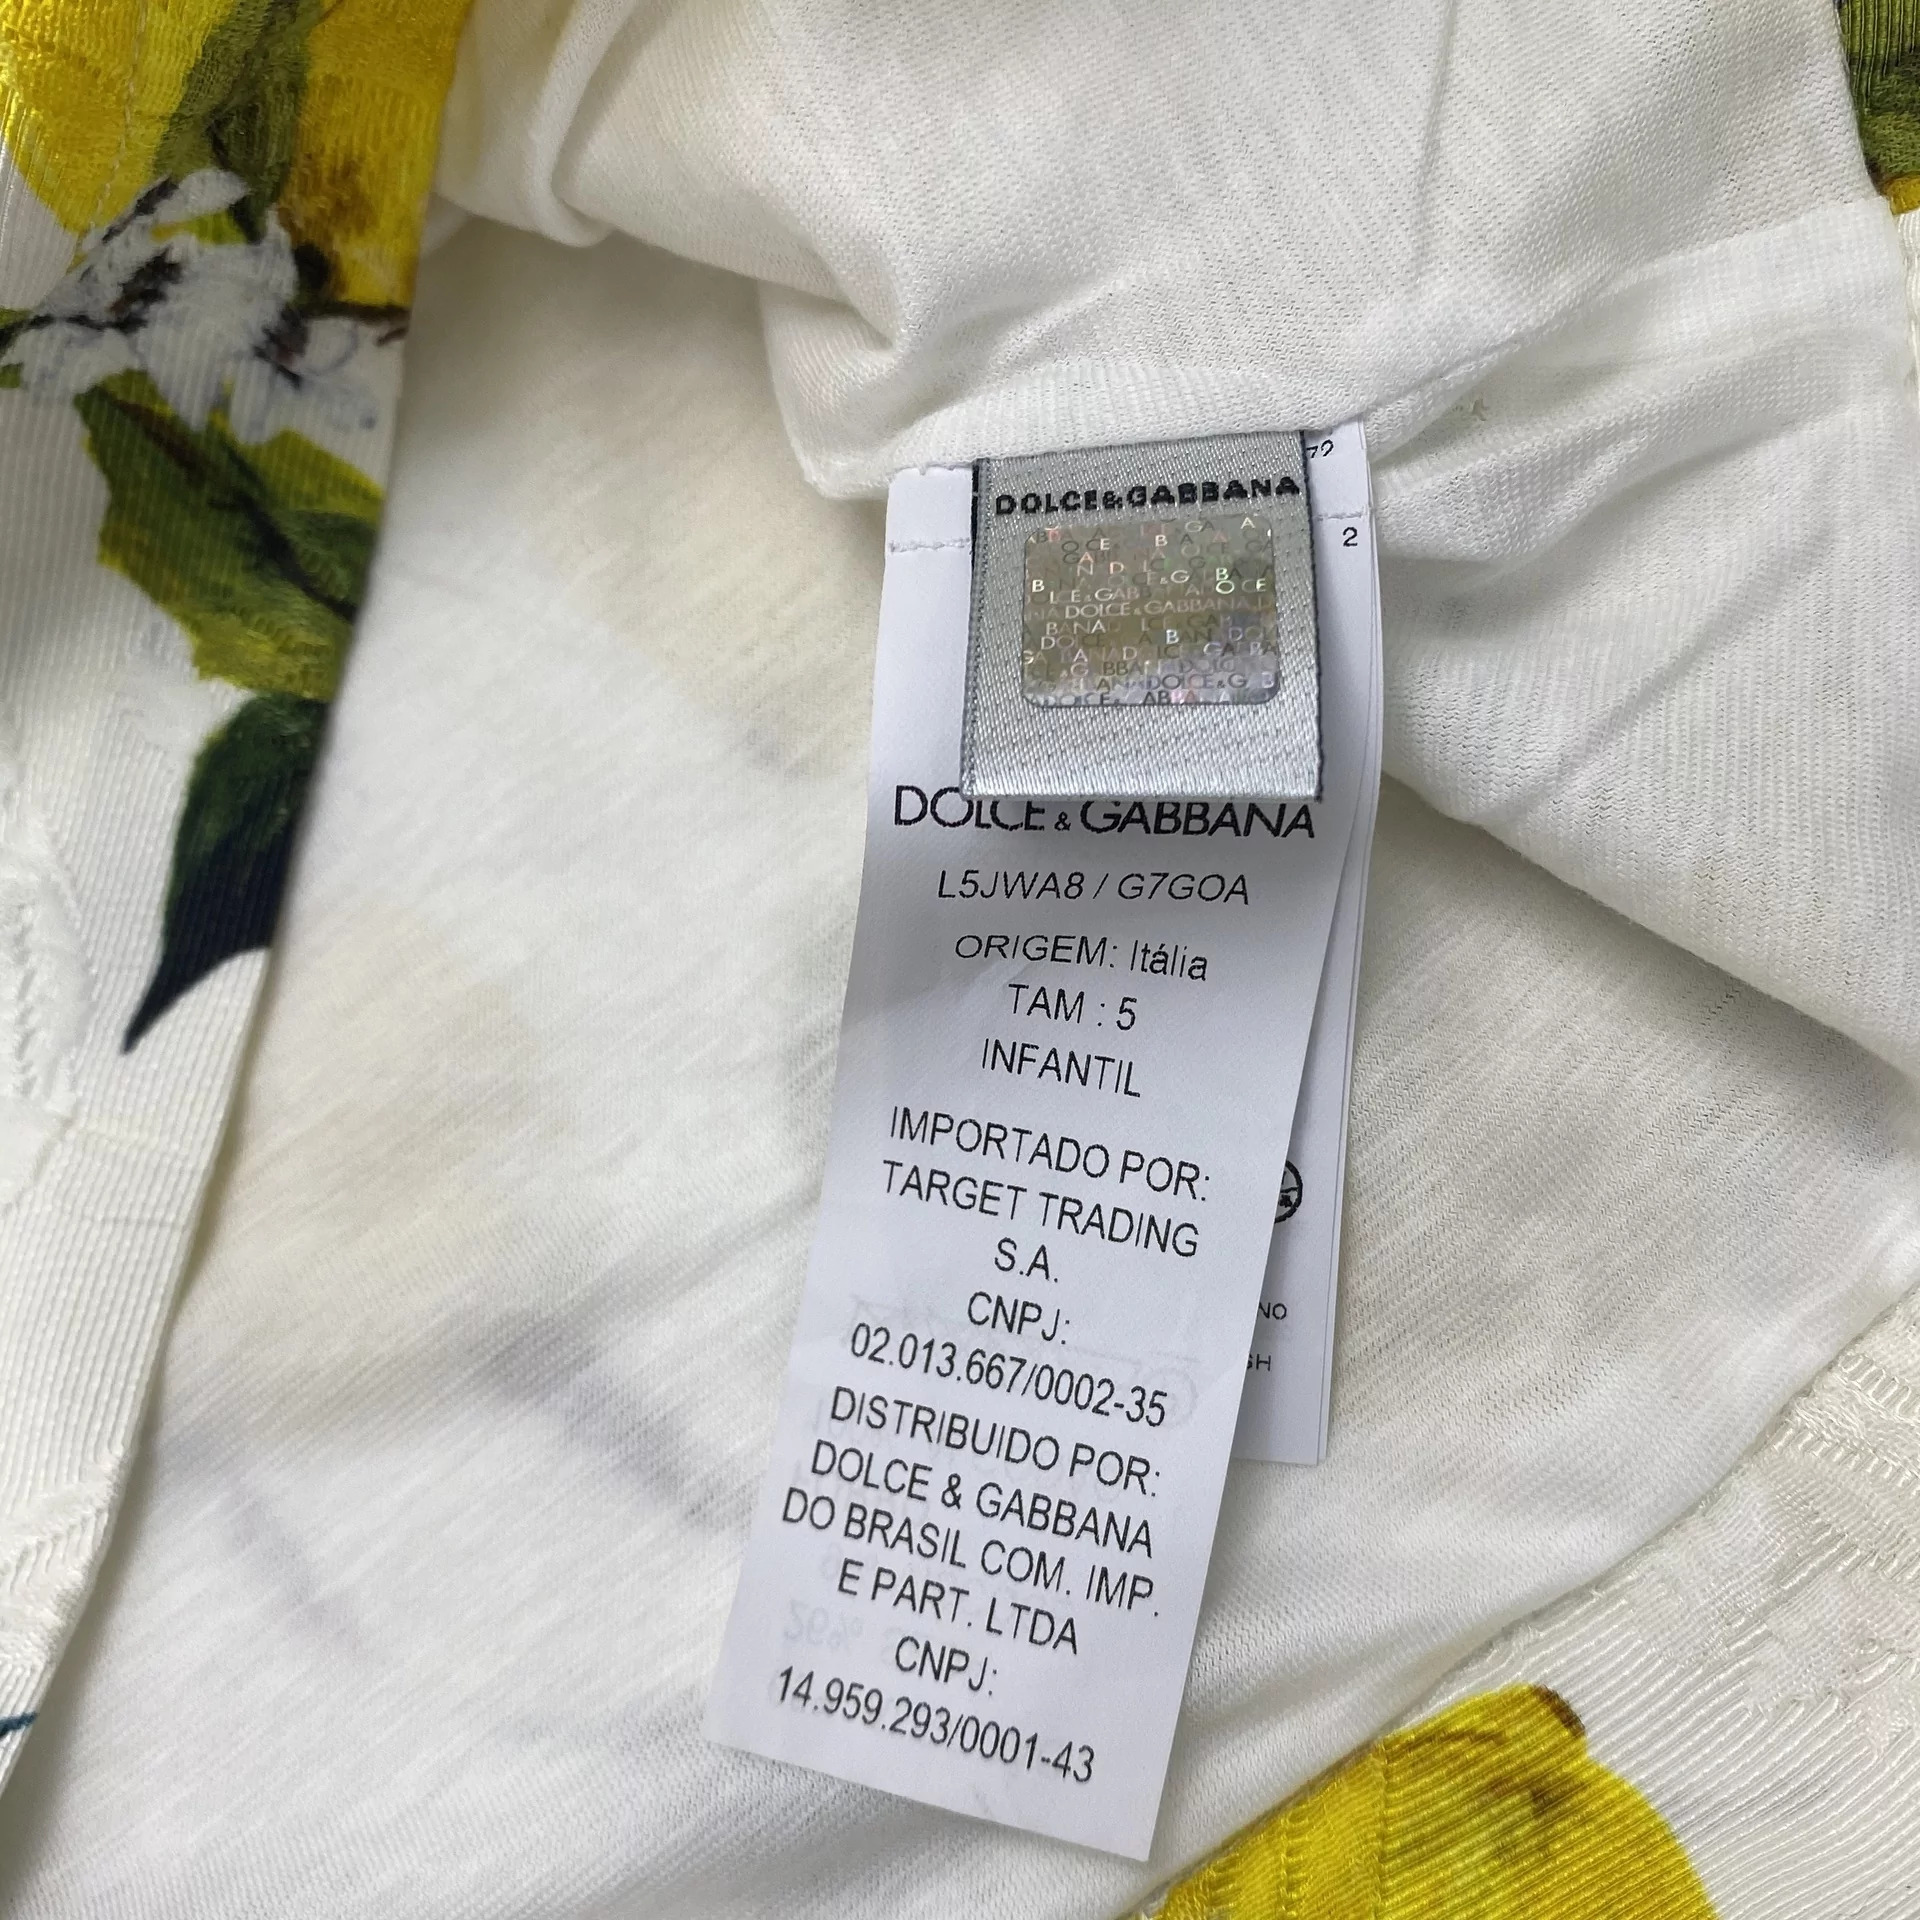 DOLCE&GABBANA
2
DOLCE & GABBANA
L5JWA8 / G7GOA
ORIGEM: Itália
TAM : 5
INFANTIL
IMPORTADO POR:
TARGET TRADING
S.A.
CNPJ:
02.013.667/0002-35
DISTRIBUIDO POR:
DOLCE & GABBANA
DO BRASIL COM. IMP.
E PART. LTDA
CNPJ:
14.959.293/0001-43